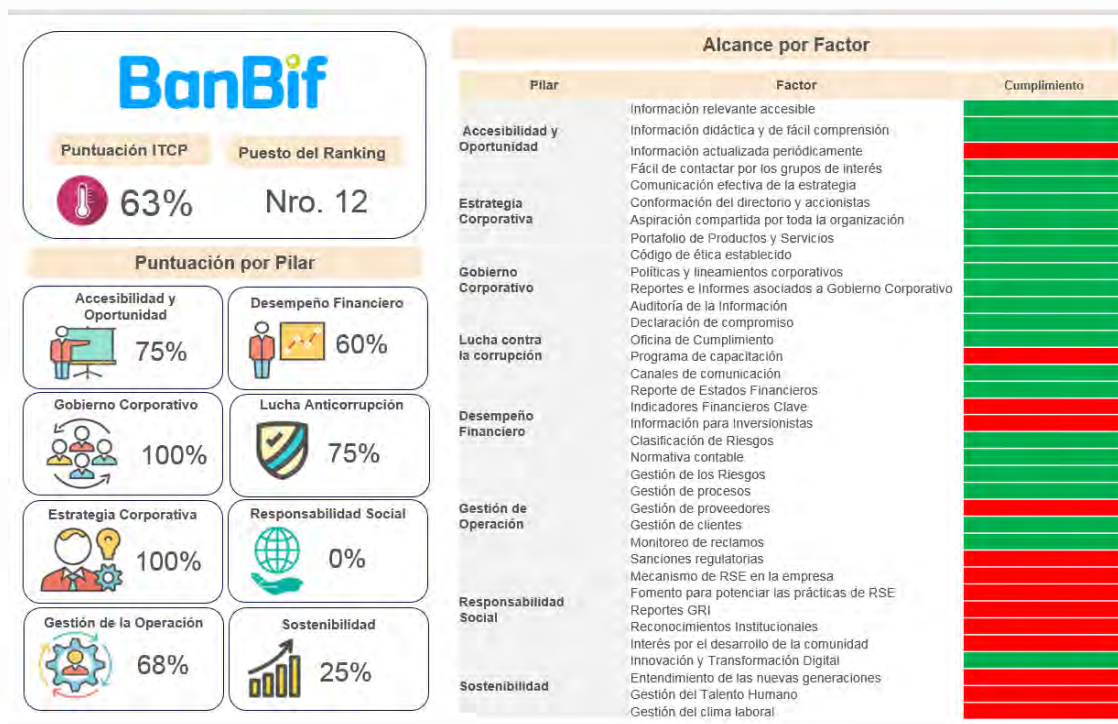 BanBif
Puntuación ITCP
Puesto del Ranking
63%
Nro. 12
Puntuación por Pilar
Accesibilidad y
Oportunidad
75%
Desempeño Financiero
60%
Gobierno Corporativo
100%
Lucha Anticorrupción
75%
Estrategia Corporativa
100%
Responsabilidad Social
0%
Gestión de la Operación
68%
Sostenibilidad
25%
Alcance por Factor
Pilar Factor Cumplimiento
Accesibilidad y
Oportunidad
Información relevante accesible
Información didáctica y de fácil comprensión
Información actualizada periódicamente
Fácil de contactar por los grupos de interés
Estrategia
Corporativa
Comunicación efectiva de la estrategia
Conformación del directorio y accionistas
Aspiración compartida por toda la organización
Portafolio de Productos y Servicios
Gobierno
Corporativo
Código de ética establecido
Políticas y lineamientos corporativos
Reportes e Informes asociados a Gobierno Corporativo
Auditoría de la Información
Lucha contra
la corrupción
Declaración de compromiso
Oficina de Cumplimiento
Programa de capacitación
Canales de comunicación
Desempeño
Financiero
Reporte de Estados Financieros
Indicadores Financieros Clave
Información para Inversionistas
Clasificación de Riesgos
Normativa contable
Gestión de
Operación
Gestión de los Riesgos
Gestión de procesos
Gestión de proveedores
Gestión de clientes
Monitoreo de reclamos
Sanciones regulatorias
Responsabilidad
Social
Mecanismo de RSE en la empresa
Fomento para potenciar las prácticas de RSE
Reportes GRI
Reconocimientos Institucionales
Interés por el desarrollo de la comunidad
Sostenibilidad
Innovación y Transformación Digital
Entendimiento de las nuevas generaciones
Gestión del Talento Humano
Gestión del clima laboral